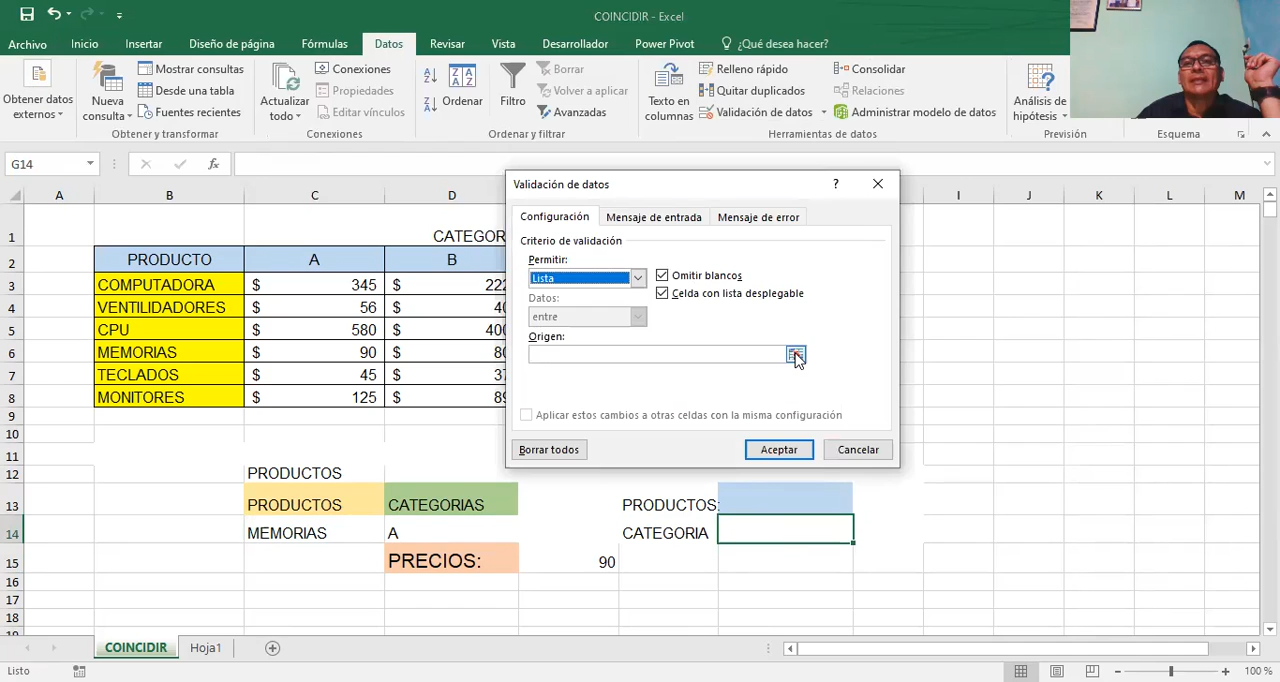 COINCIDIR - Excel
Archivo Inicio Insertar Diseño de página Fórmulas Datos Revisar Vista Desarrollador Power Pivot ¿Qué desea hacer?
Obtener datos externos
Nueva consulta
Mostrar consultas
Desde una tabla
Fuentes recientes
Obtener y transformar
Actualizar todo
Conexiones
Propiedades
Editar vínculos
Conexiones
Ordenar
Filtro
Borrar
Volver a aplicar
Avanzadas
Ordenar y filtrar
Texto en columnas
Relleno rápido
Quitar duplicados
Validación de datos
Consolidar
Relaciones
Administrar modelo de datos
Herramientas de datos
Análisis de hipótesis
Previsión
Esquema
G14 fx
A B C D I J K L M
1 CATEGOR
2 PRODUCTO A B
3 COMPUTADORA $ 345 $ 222
4 VENTILIDADORES $ 56 $ 40
5 CPU $ 580 $ 400
6 MEMORIAS $ 90 $ 80
7 TECLADOS $ 45 $ 37
8 MONITORES $ 125 $ 89
9
10
11
12 PRODUCTOS
13 PRODUCTOS CATEGORIAS PRODUCTOS:
14 MEMORIAS A CATEGORIA
15 PRECIOS: 90
16
17
18
Validación de datos ?
Configuración Mensaje de entrada Mensaje de error
Criterio de validación
Permitir:
Lista
Omitir blancos
Celda con lista desplegable
Datos:
entre
Origen:
Aplicar estos cambios a otras celdas con la misma configuración
Borrar todos Aceptar Cancelar
COINCIDIR Hoja1
Listo 100 %